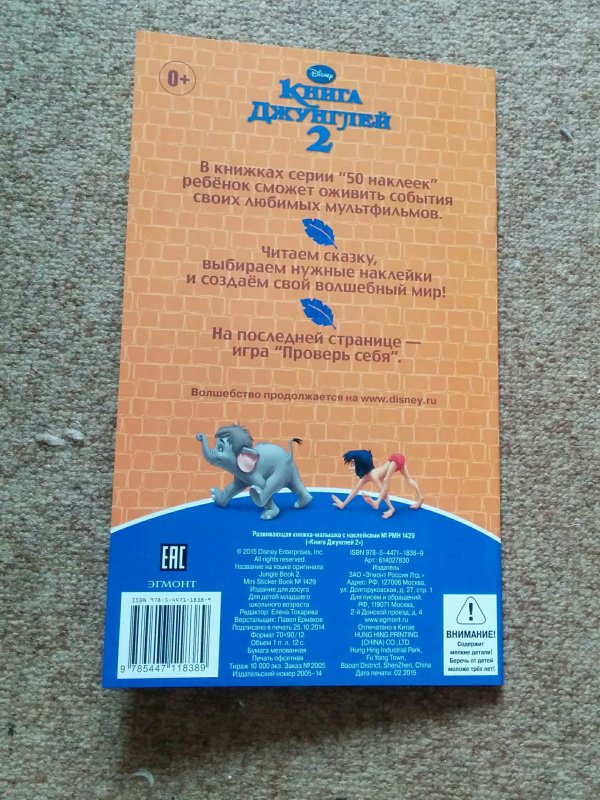 0+
Disney
Книга
Джунглей
2
В книжках серии "50 наклеек"
ребёнок сможет оживить события
своих любимых мультфильмов.
Читаем сказку,
выбираем нужные наклейки
и создаём свой волшебный мир!
На последней странице —
игра "Проверь себя".
Волшебство продолжается на www.disney.ru
Развивающая книжка-малышка с наклейками № РМН 1429
(«Книга Джунглей 2»)
EAC
ЭГМОНТ
© 2015 Disney Enterprises, Inc.
All rights reserved.
Название на языке оригинала:
Jungle Book 2.
Mini Sticker Book № 1429
Издание для досуга
Для детей младшего
школьного возраста
Редактор: Елена Токарева
Верстальщик: Павел Ермаков
Подписано в печать 25.10.2014
Формат 70×90/12.
Объем 1 п. л. 12 с.
Бумага мелованная.
Печать офсетная
Тираж 10 000 экз. Заказ №2005
Издательский номер 2005-14
ISBN 978-5-4471-1838-9
Арт.: 614027830
Издатель:
ЗАО «Эгмонт Россия Лтд.»
Адрес: РФ, 127006 Москва,
ул. Долгоруковская, д. 27, стр. 1
Для писем и обращений:
РФ, 119071 Москва,
2-й Донской проезд, д. 4
www.egmont.ru
Отпечатано в Китае
HUNG HING PRINTING
(CHINA) CO., LTD.
Hung Hing Industrial Park,
Fu Yong Town,
Baoan District, ShenZhen, China
Дата печати: 02.2015
ISBN 978-5-4471-1838-9
9 785447 118389
!
ВНИМАНИЕ!
Содержит
мелкие детали!
Беречь от детей
моложе трёх лет!